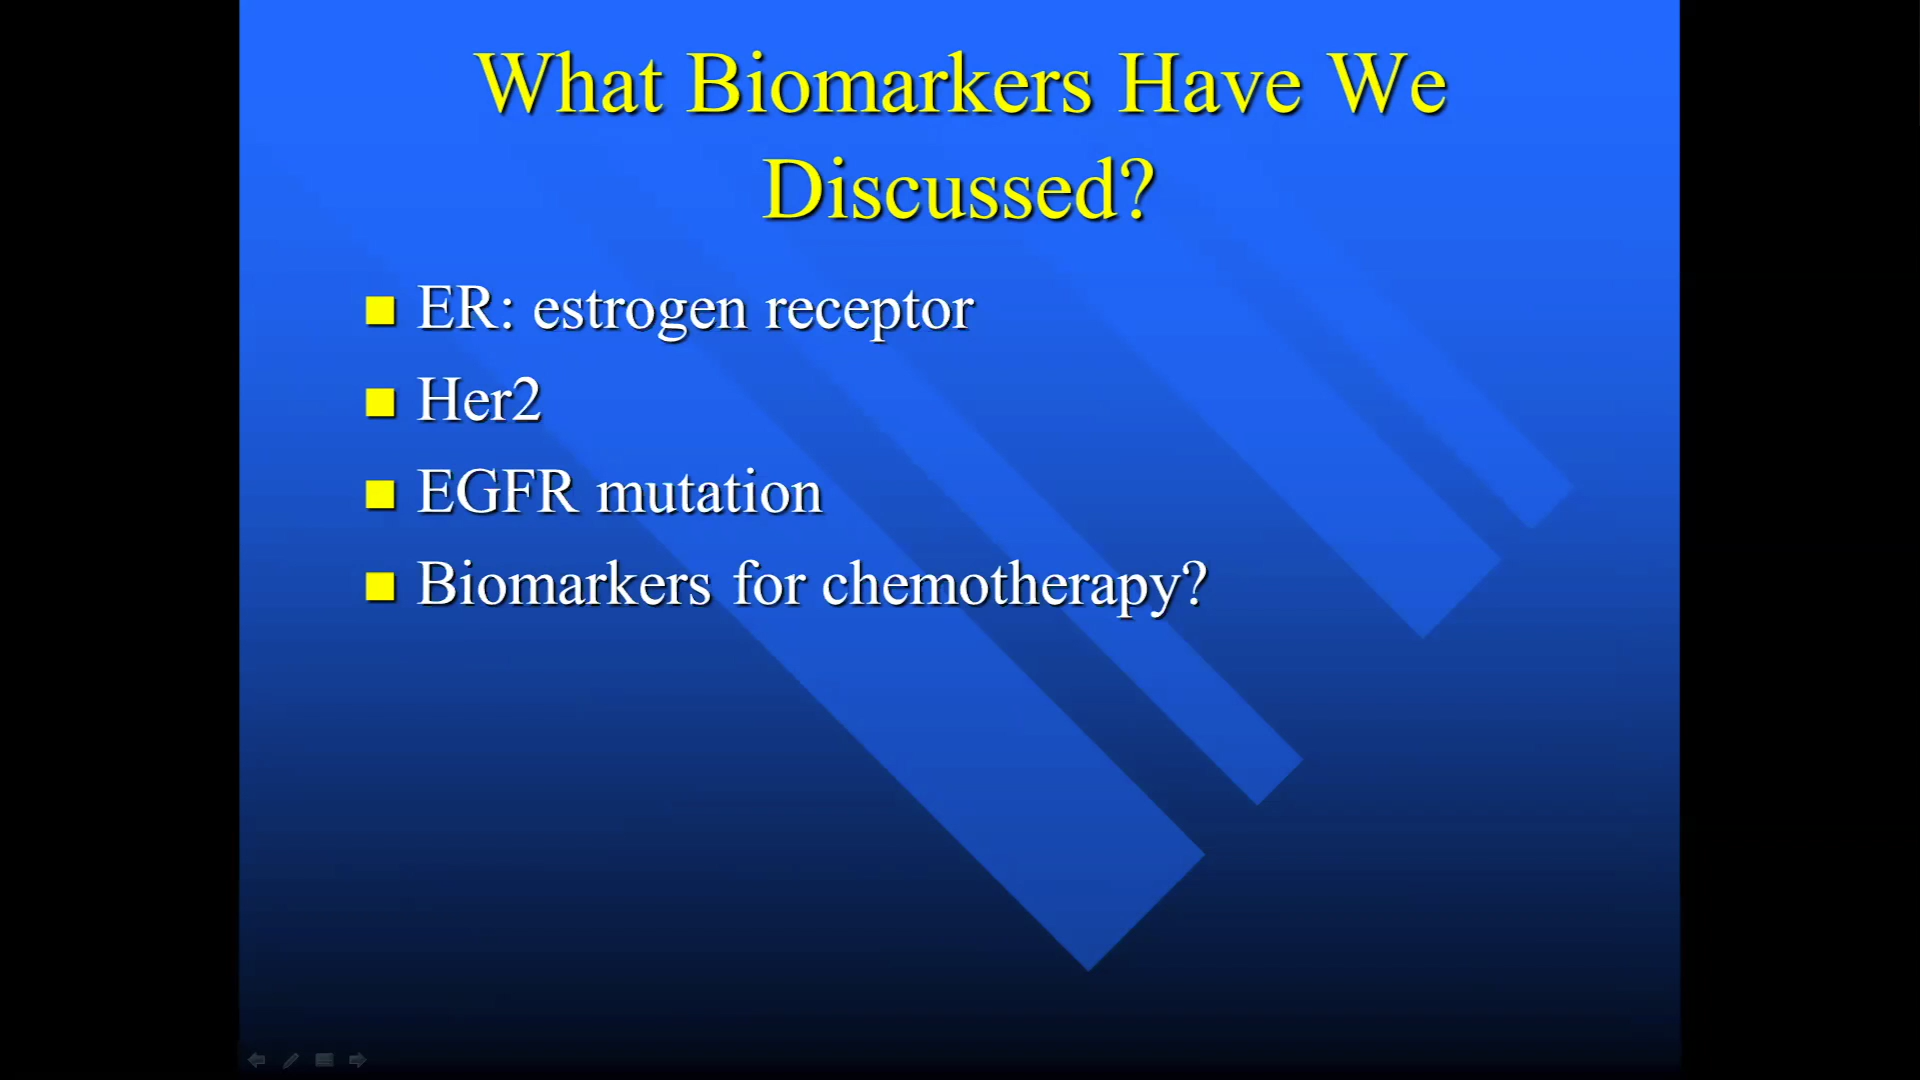 What Biomarkers Have We
Discussed?
ER: estrogen receptor
Her2
EGFR mutation
Biomarkers for chemotherapy?